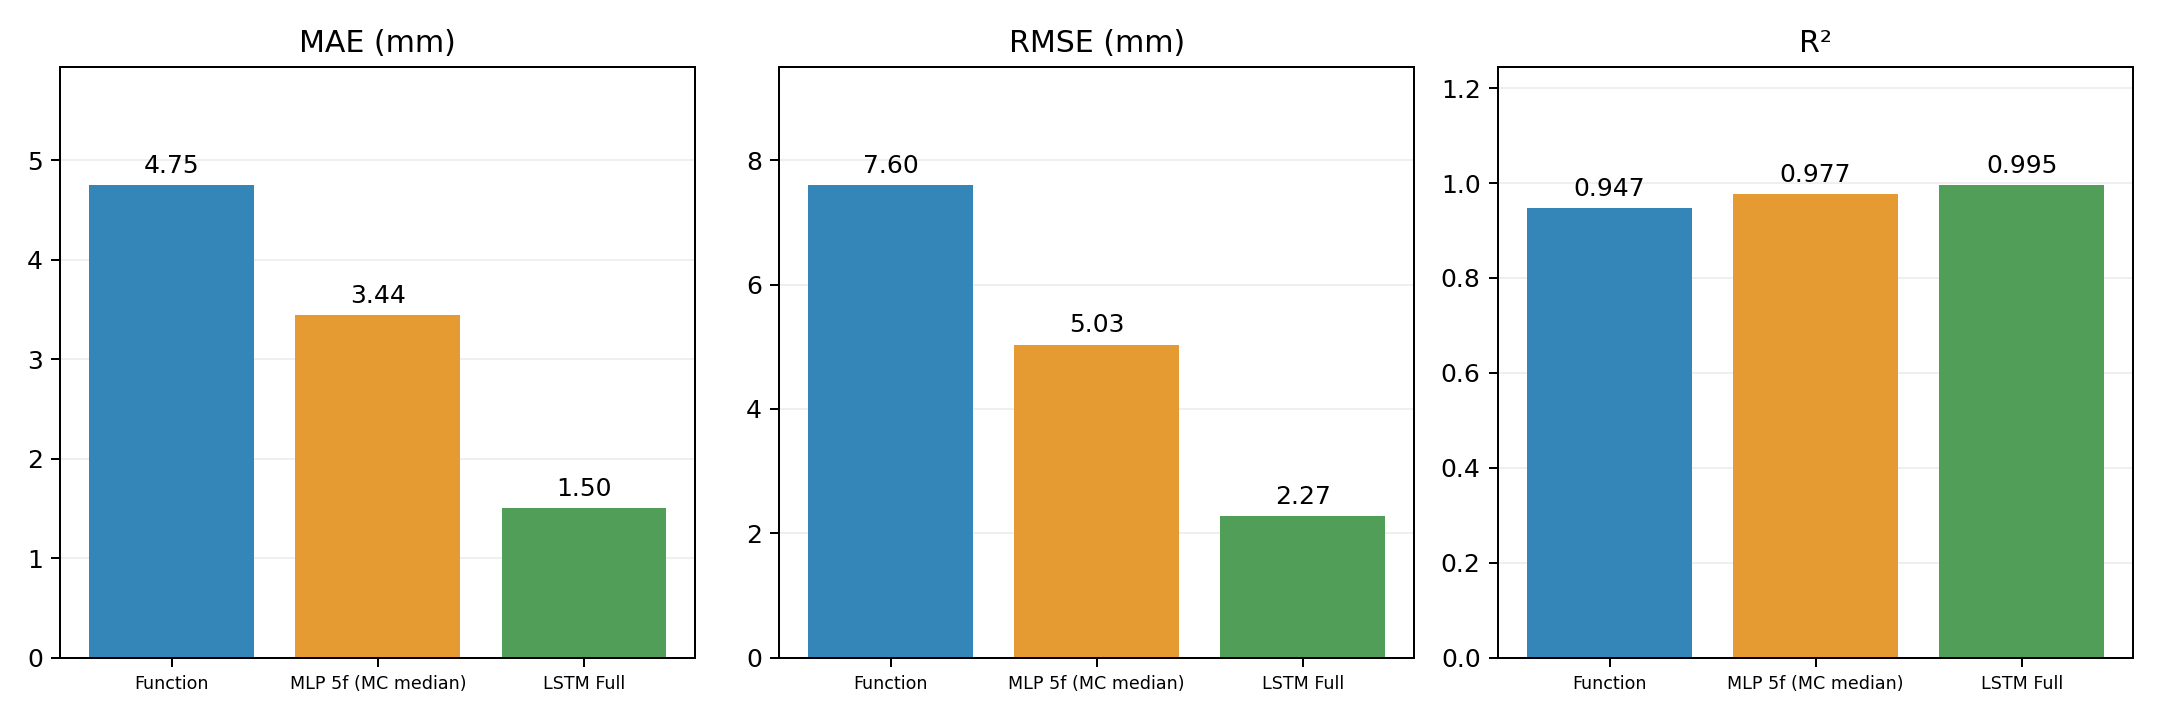 MAE (mm)
5
4
3
2
1
0
4.75
3.44
1.50
Function
MLP 5f (MC median)
LSTM Full
RMSE (mm)
8
6
4
2
0
7.60
5.03
2.27
Function
MLP 5f (MC median)
LSTM Full
R²
1.2
1.0
0.8
0.6
0.4
0.2
0.0
0.947
0.977
0.995
Function
MLP 5f (MC median)
LSTM Full